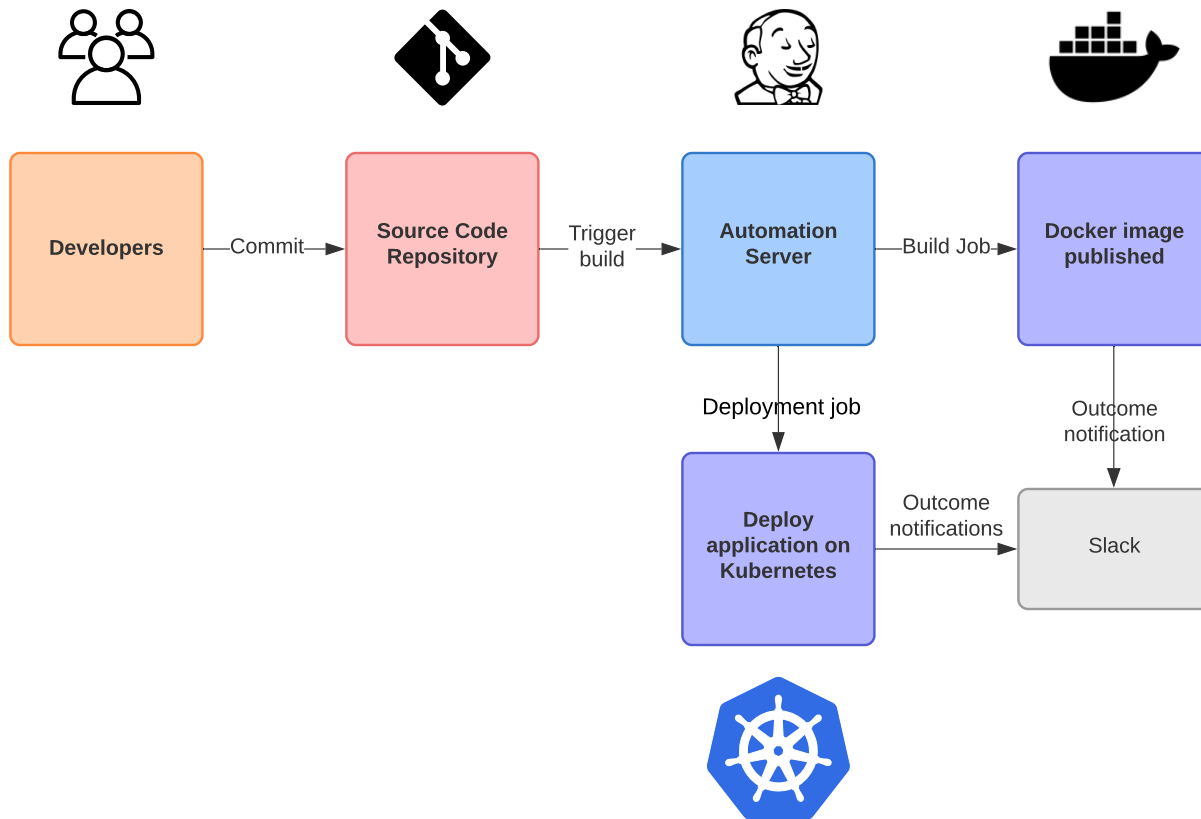 Developers
Commit
Source Code
Repository
Trigger
build
Automation
Server
Build Job
Docker image
published
Deployment job
Outcome
notification
Deploy
application on
Kubernetes
Outcome
notifications
Slack